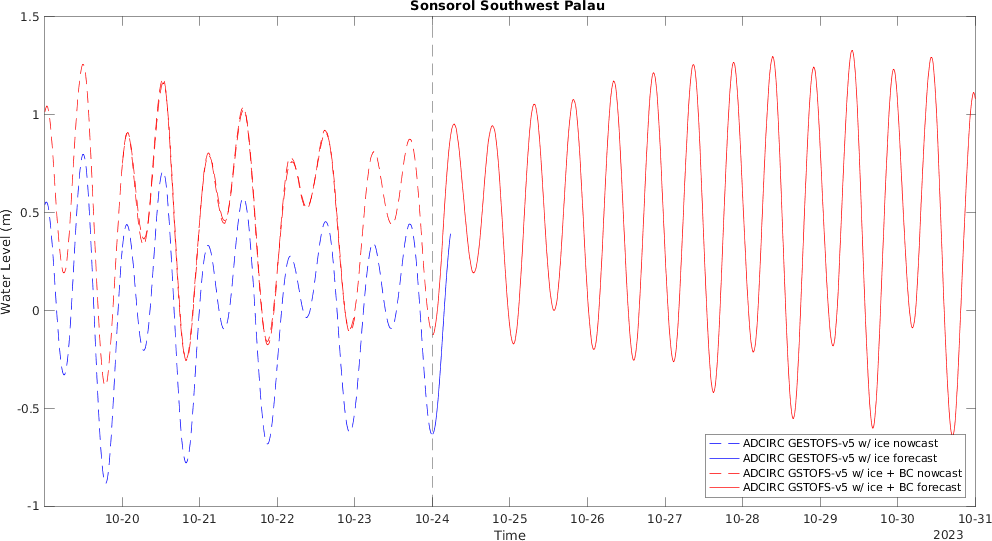 Sonsorol Southwest Palau
1.5
1
0.5
0
-0.5
-1
Water Level (m)
ADCIRC GESTOFS-v5 w/ ice nowcast
ADCIRC GESTOFS-v5 w/ ice forecast
ADCIRC GSTOFS-v5 w/ ice + BC nowcast
ADCIRC GSTOFS-v5 w/ ice + BC forecast
10-20 10-21 10-22 10-23 10-24 10-25 10-26 10-27 10-28 10-29 10-30 10-31
Time
2023